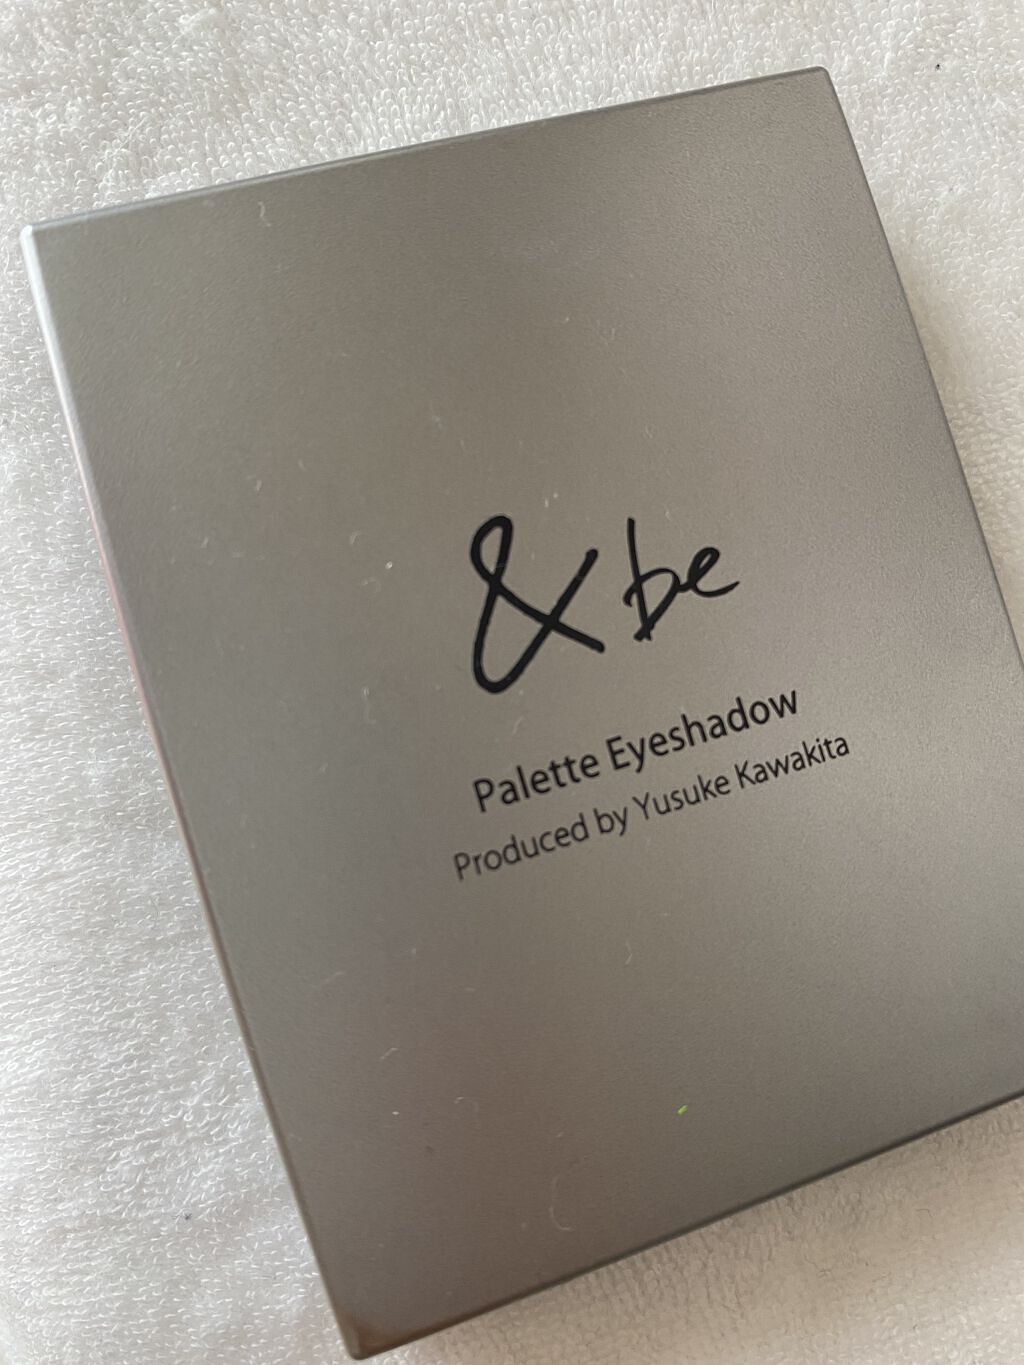 & be
Palette Eyeshadow
Produced by Yusuke Kawakita